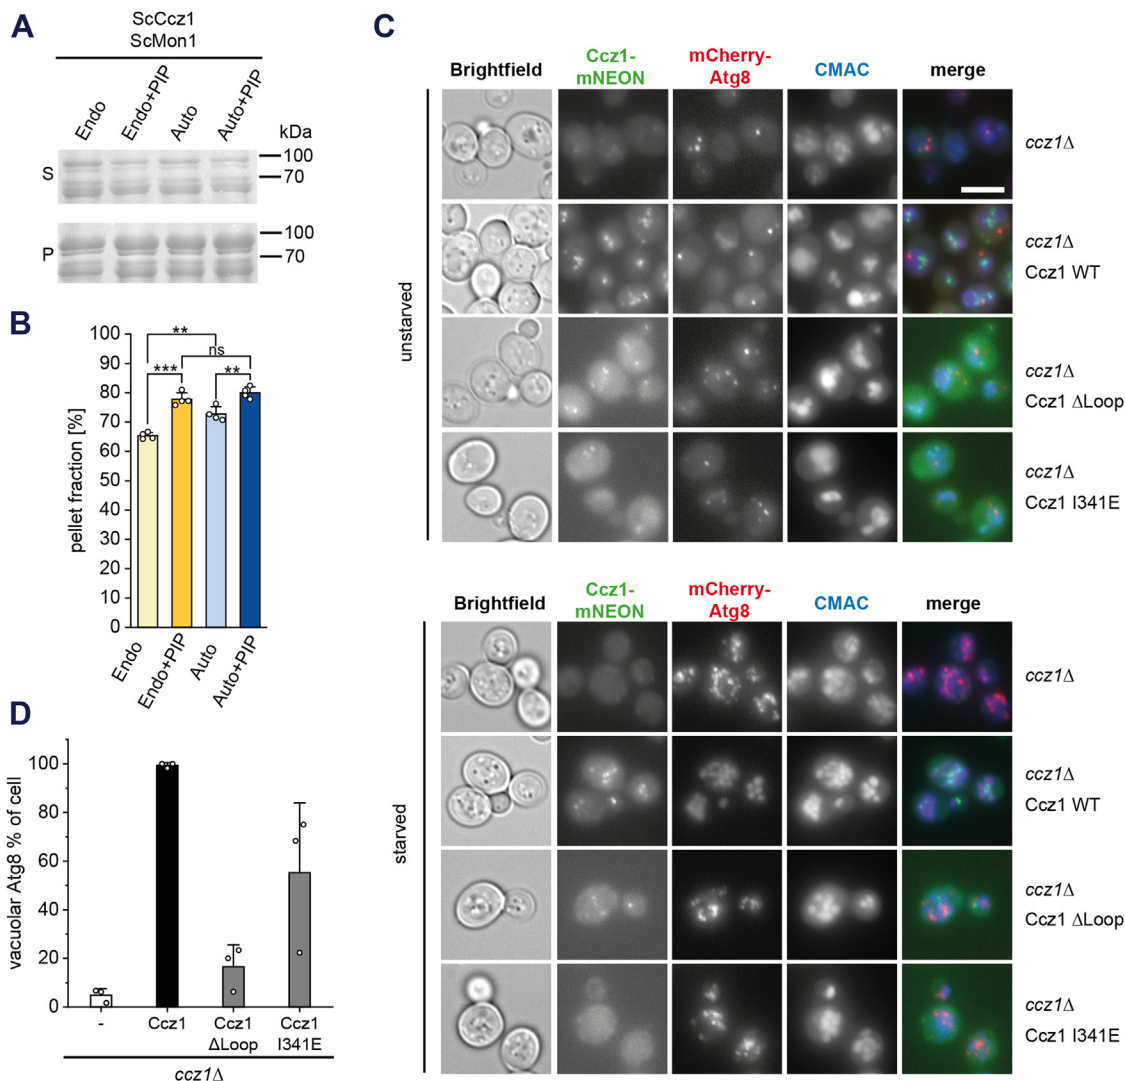 A
ScCcz1
ScMon1
Endo
Endo+PIP
Auto
Auto+PIP
kDa
S
100
70
P
100
70
B
pellet fraction [%]
100
90
80
70
60
50
40
30
20
10
0
**
ns
***
**
Endo
Endo+PIP
Auto
Auto+PIP
D
vacuolar Atg8 % of cell
100
80
60
40
20
0
-
Ccz1
Ccz1
ΔLoop
Ccz1
I341E
ccz1Δ
C
Brightfield
Ccz1-
mNEON
mCherry-
Atg8
CMAC
merge
unstarved
ccz1Δ
ccz1Δ
Ccz1 WT
ccz1Δ
Ccz1 ΔLoop
ccz1Δ
Ccz1 I341E
Brightfield
Ccz1-
mNEON
mCherry-
Atg8
CMAC
merge
starved
ccz1Δ
ccz1Δ
Ccz1 WT
ccz1Δ
Ccz1 ΔLoop
ccz1Δ
Ccz1 I341E